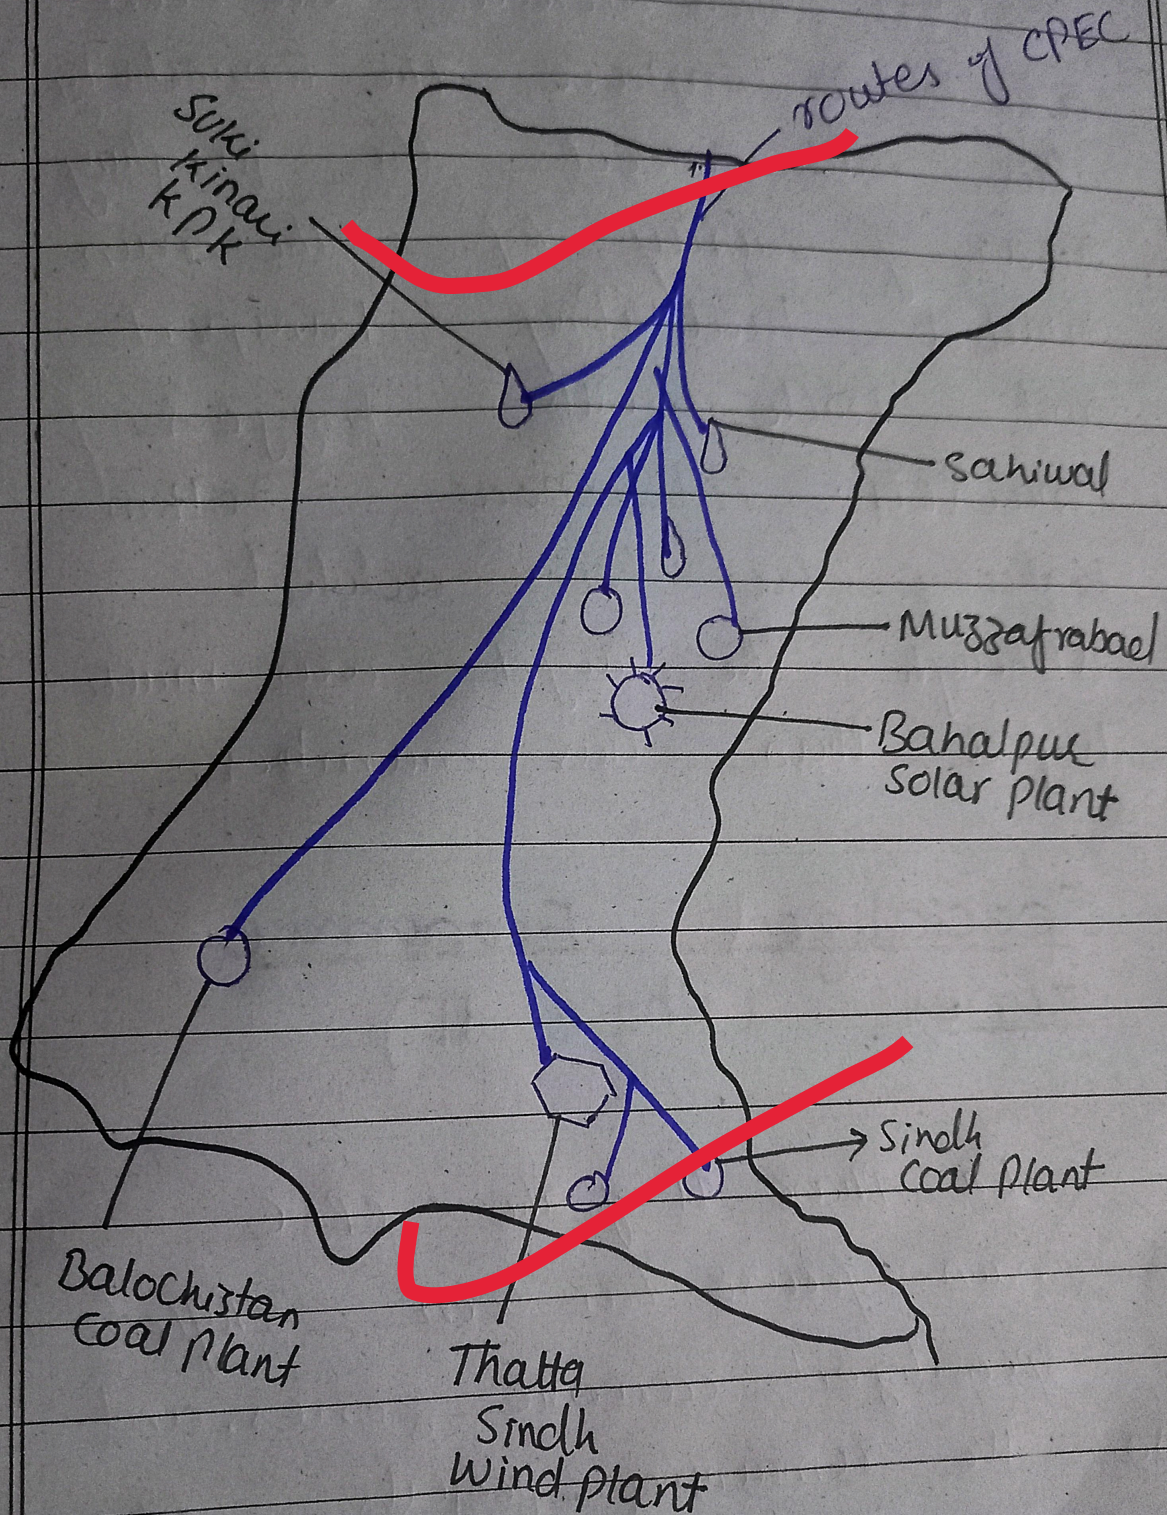 routes of CPEC
Suki
Kinari
KPK
Sahiwal
Muzzafrabad
Bahalpur
Solar Plant
Sindh
Coal Plant
Balochistan
Coal Plant
Thatta
Sindh
Wind Plant